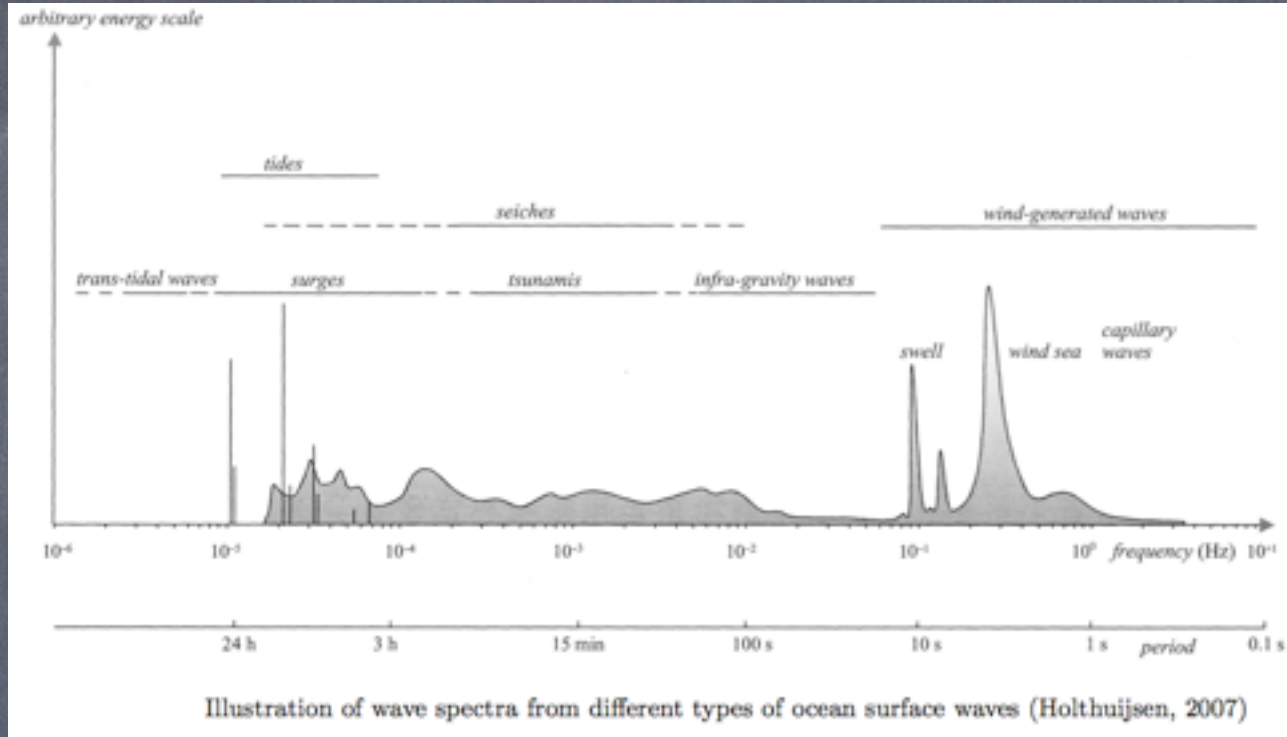 arbitrary energy scale
tides
seiches
wind-generated waves
trans-tidal waves surges tsunamis infra-gravity waves
capillary
swell wind sea waves
10⁻⁶ 10⁻⁵ 10⁻⁴ 10⁻³ 10⁻² 10⁻¹ 10⁰ frequency (Hz) 10⁻¹
24 h 3 h 15 min 100 s 10 s 1 s period 0.1 s
Illustration of wave spectra from different types of ocean surface waves (Holthuijsen, 2007)